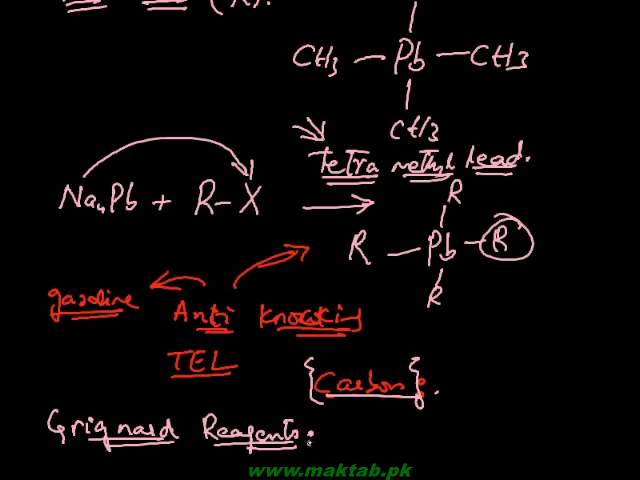 CH3 — Pb — CH3
CH3
Tetra methyl lead.
Na4Pb + R-X → R
R — Pb — R
R
gasoline Anti knocking
TEL
{Carbon}.
Grignard Reagents:
www.maktab.pk